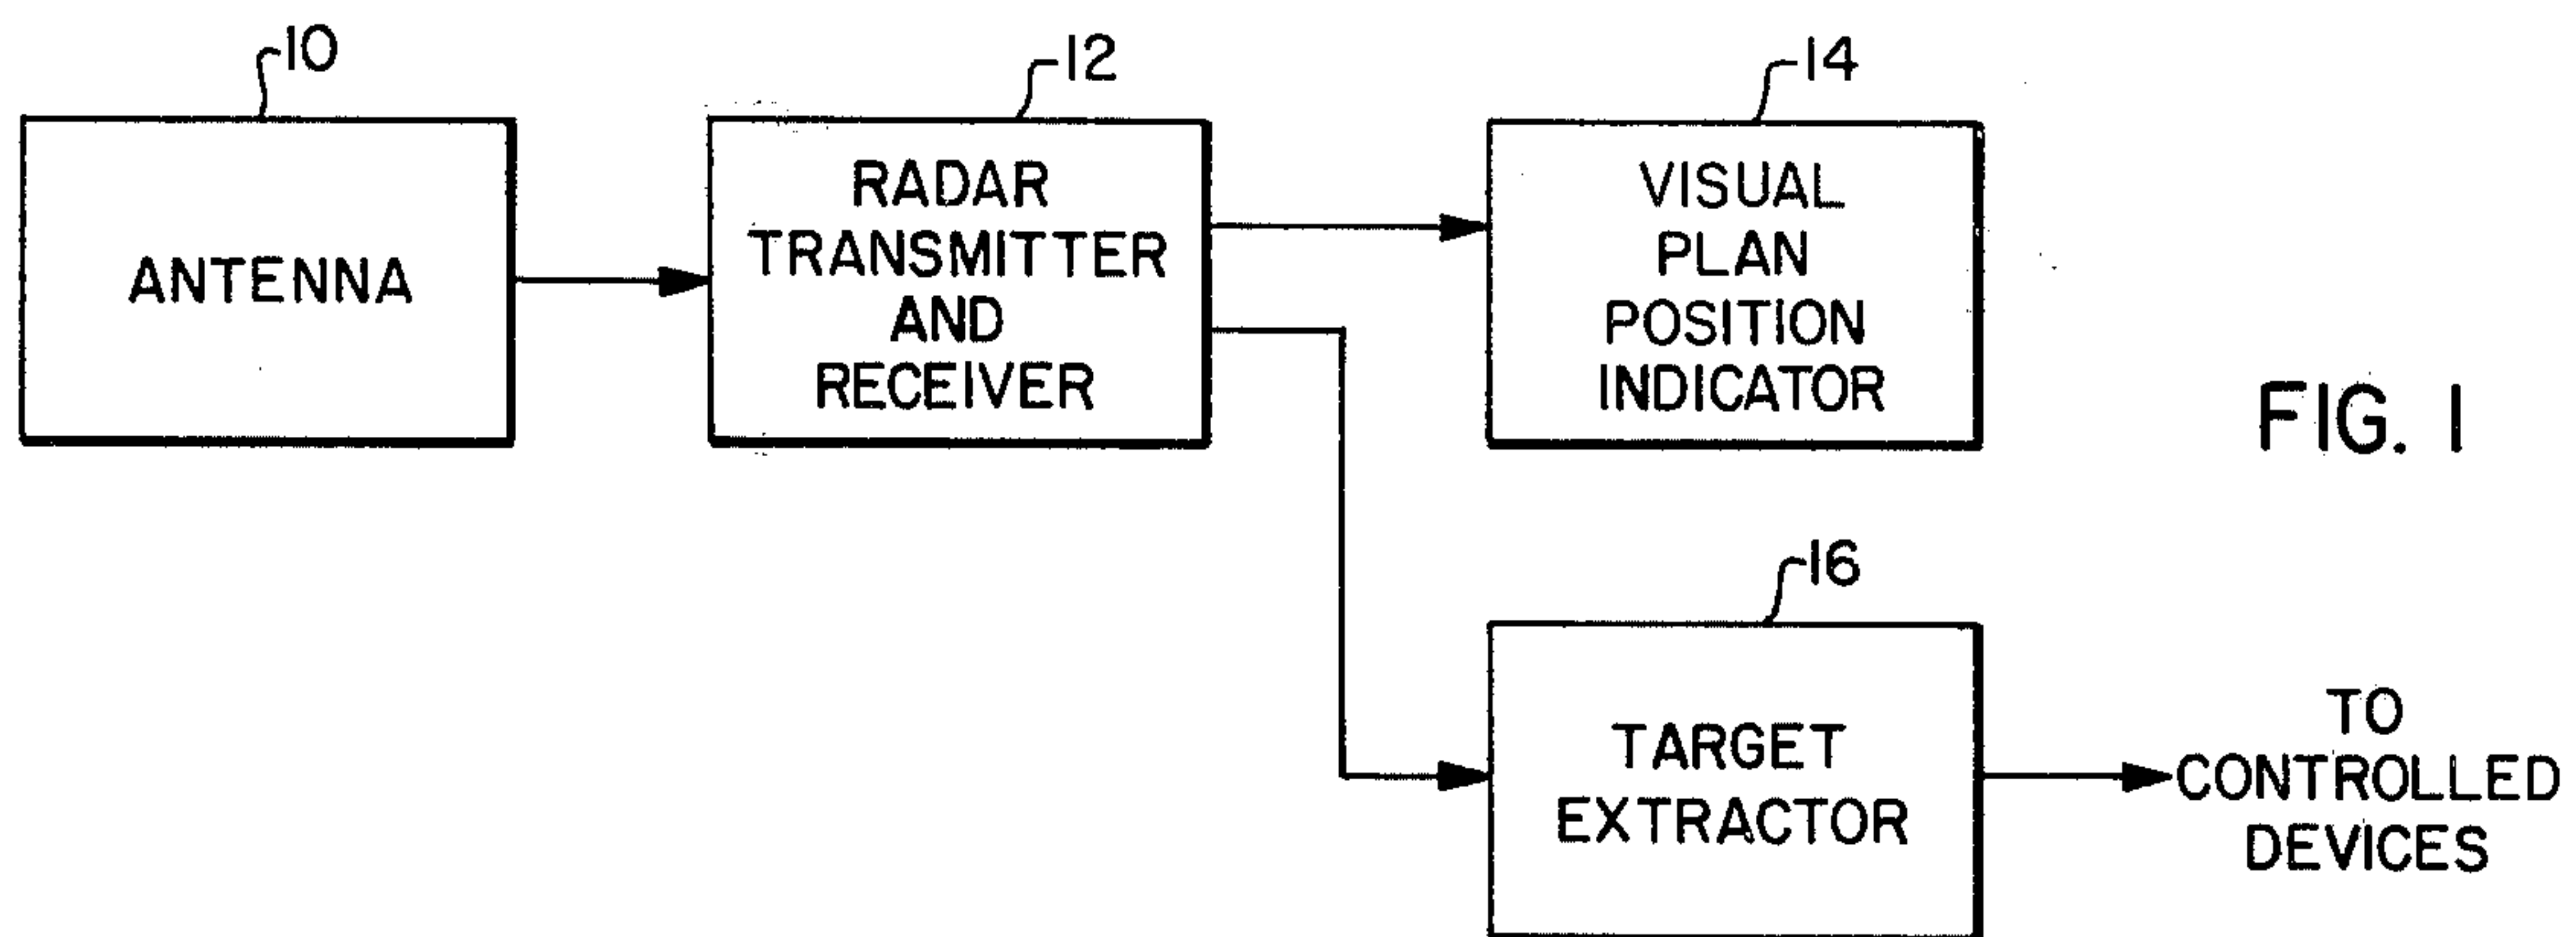 10
ANTENNA
12
RADAR
TRANSMITTER
AND
RECEIVER
14
VISUAL
PLAN
POSITION
INDICATOR
FIG. 1
16
TARGET
EXTRACTOR
TO
CONTROLLED
DEVICES